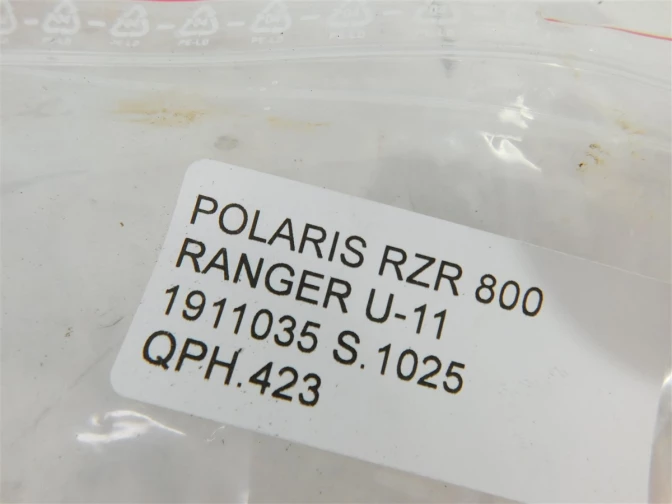 POLARIS RZR 800
RANGER U-11
1911035 S.1025
QPH.423